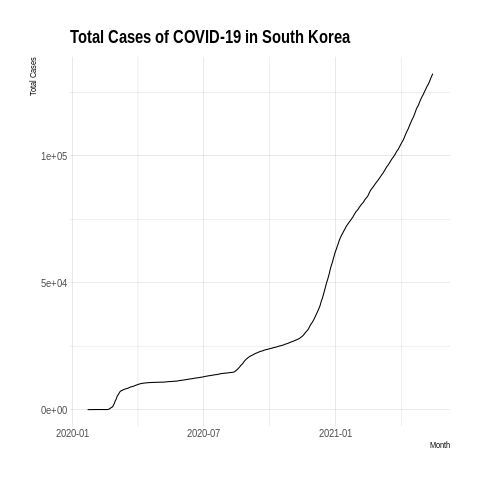 Total Cases of COVID-19 in South Korea
Total Cases
1e+05
5e+04
0e+00
2020-01 2020-07 2021-01
Month